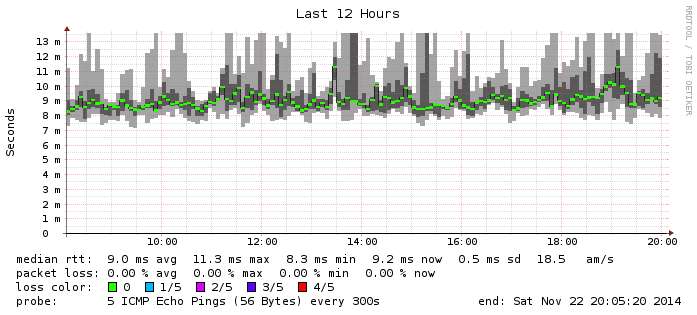 Last 12 Hours
RRDTOOL / TOBI OETIKER
Seconds
13 m
12 m
11 m
10 m
9 m
8 m
7 m
6 m
5 m
4 m
3 m
2 m
1 m
0
10:00 12:00 14:00 16:00 18:00 20:00
median rtt: 9.0 ms avg 11.3 ms max 8.3 ms min 9.2 ms now 0.5 ms sd 18.5 am/s
packet loss: 0.00 % avg 0.00 % max 0.00 % min 0.00 % now
loss color: 0 1/5 2/5 3/5 4/5
probe: 5 ICMP Echo Pings (56 Bytes) every 300s end: Sat Nov 22 20:05:20 2014